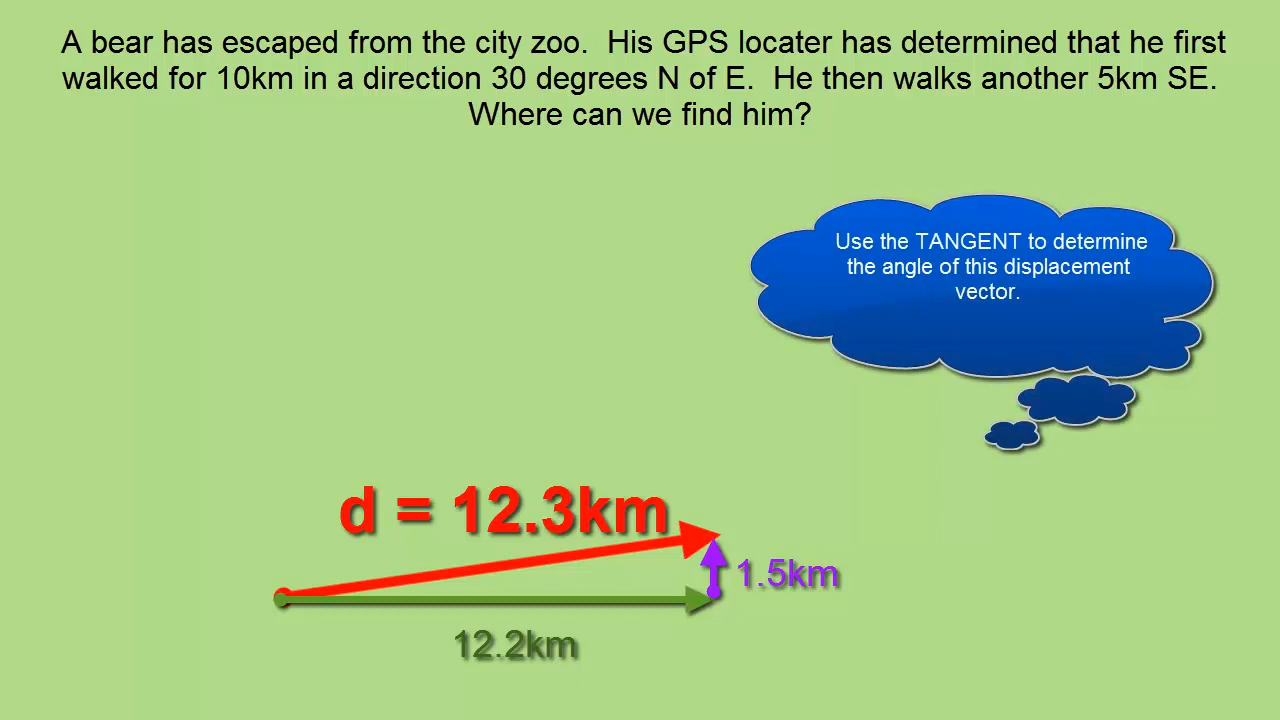 A bear has escaped from the city zoo.  His GPS locater has determined that he first
walked for 10km in a direction 30 degrees N of E.  He then walks another 5km SE.
Where can we find him?
Use the TANGENT to determine
the angle of this displacement
vector.
d = 12.3km
1.5km
12.2km